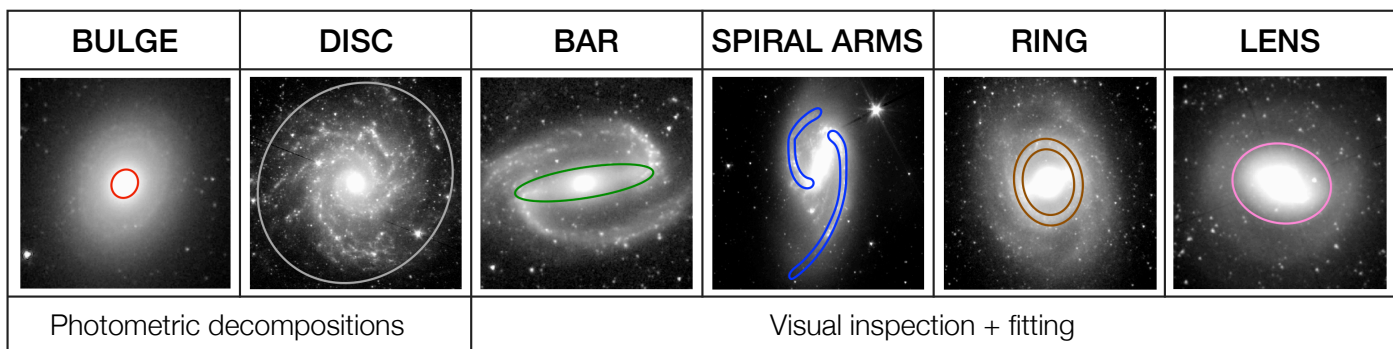 BULGE DISC BAR SPIRAL ARMS RING LENS
Photometric decompositions Visual inspection + fitting